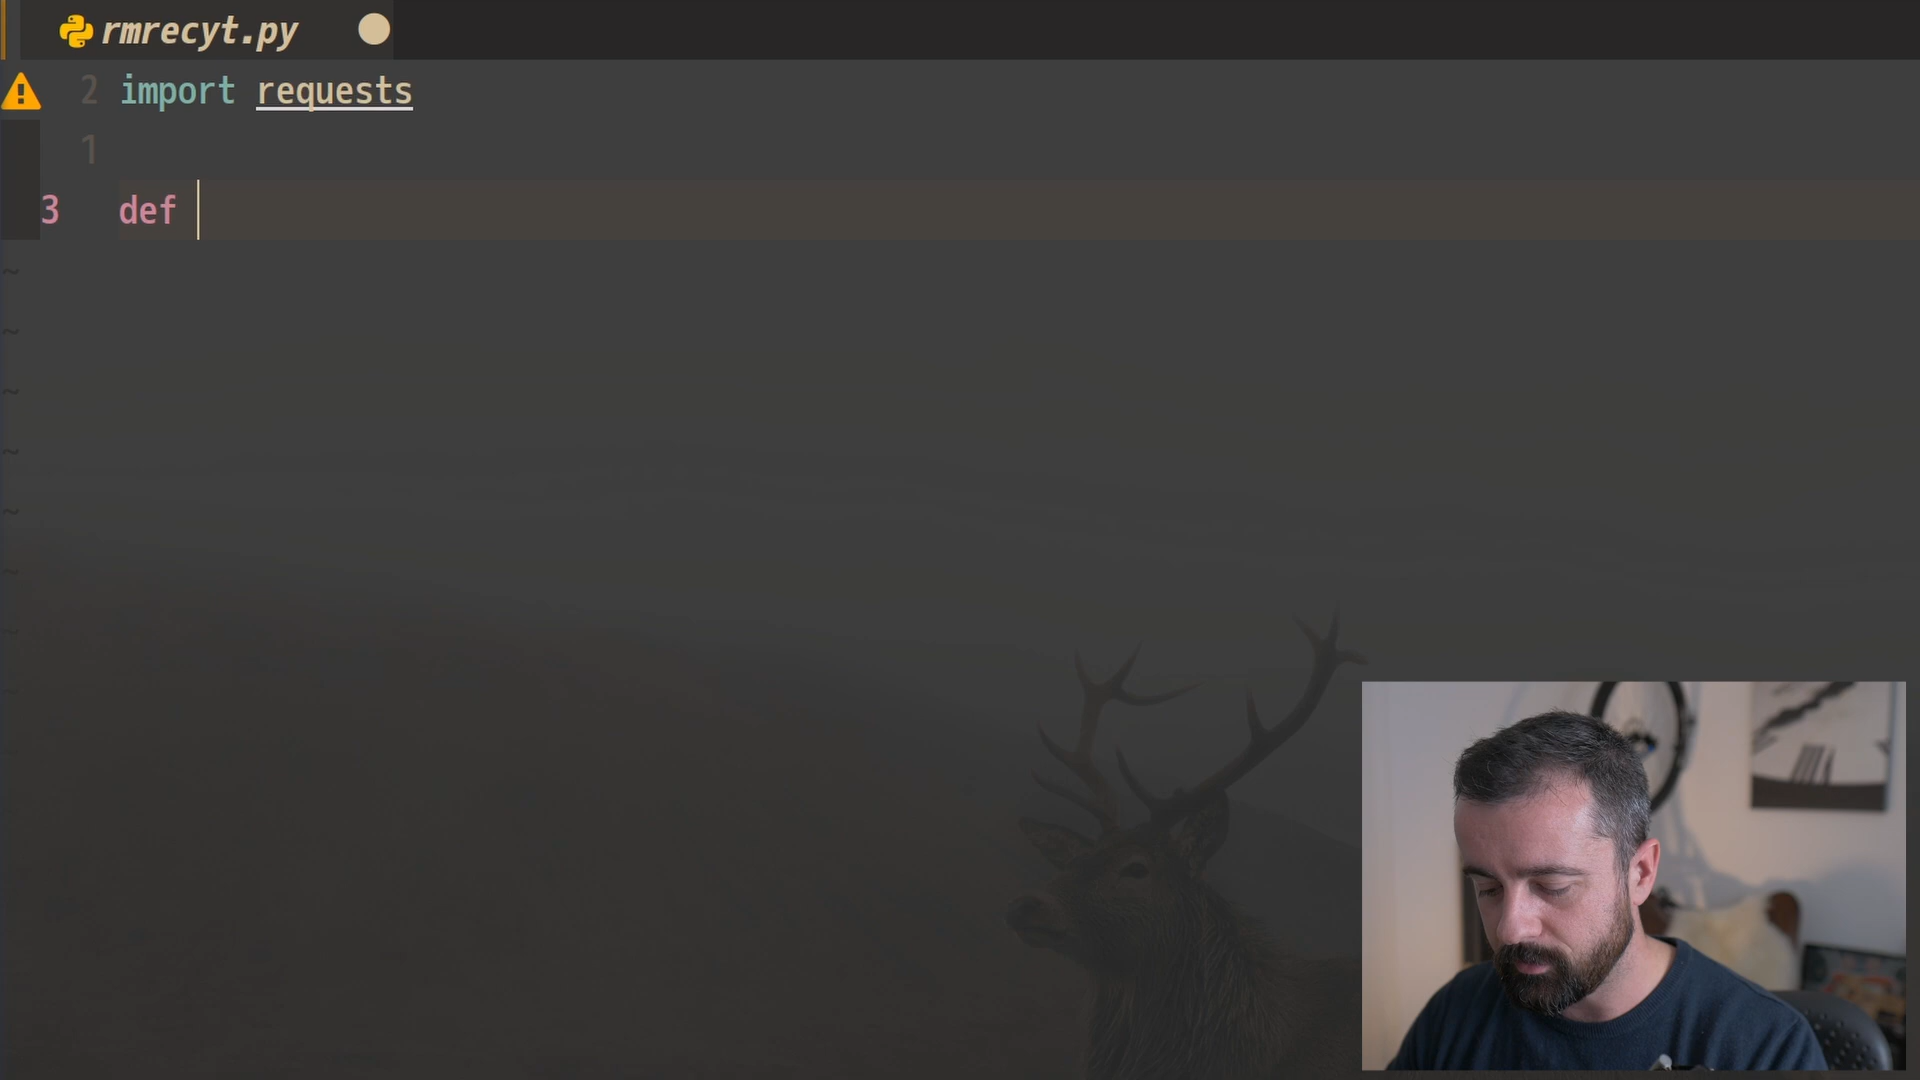 rmrecyt.py
2 import requests
1
3 def
~
~
~
~
~
~
~